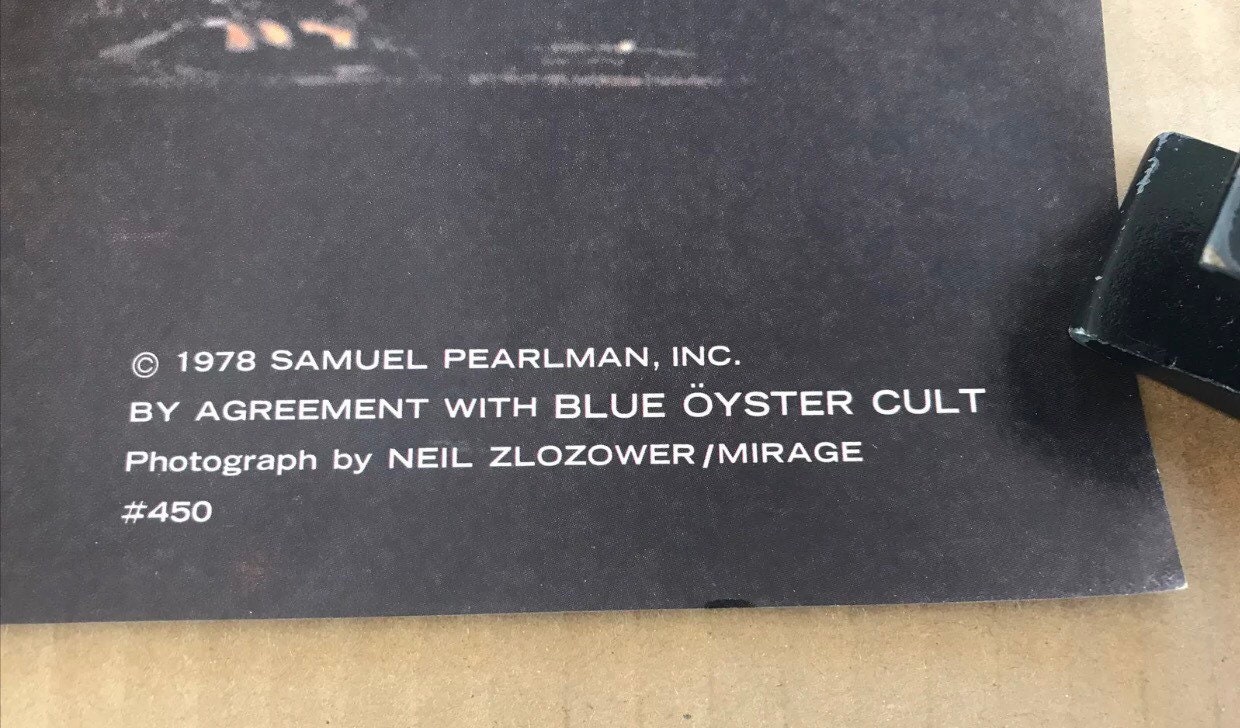 © 1978 SAMUEL PEARLMAN, INC.
BY AGREEMENT WITH BLUE ÖYSTER CULT
Photograph by NEIL ZLOZOWER/MIRAGE
#450